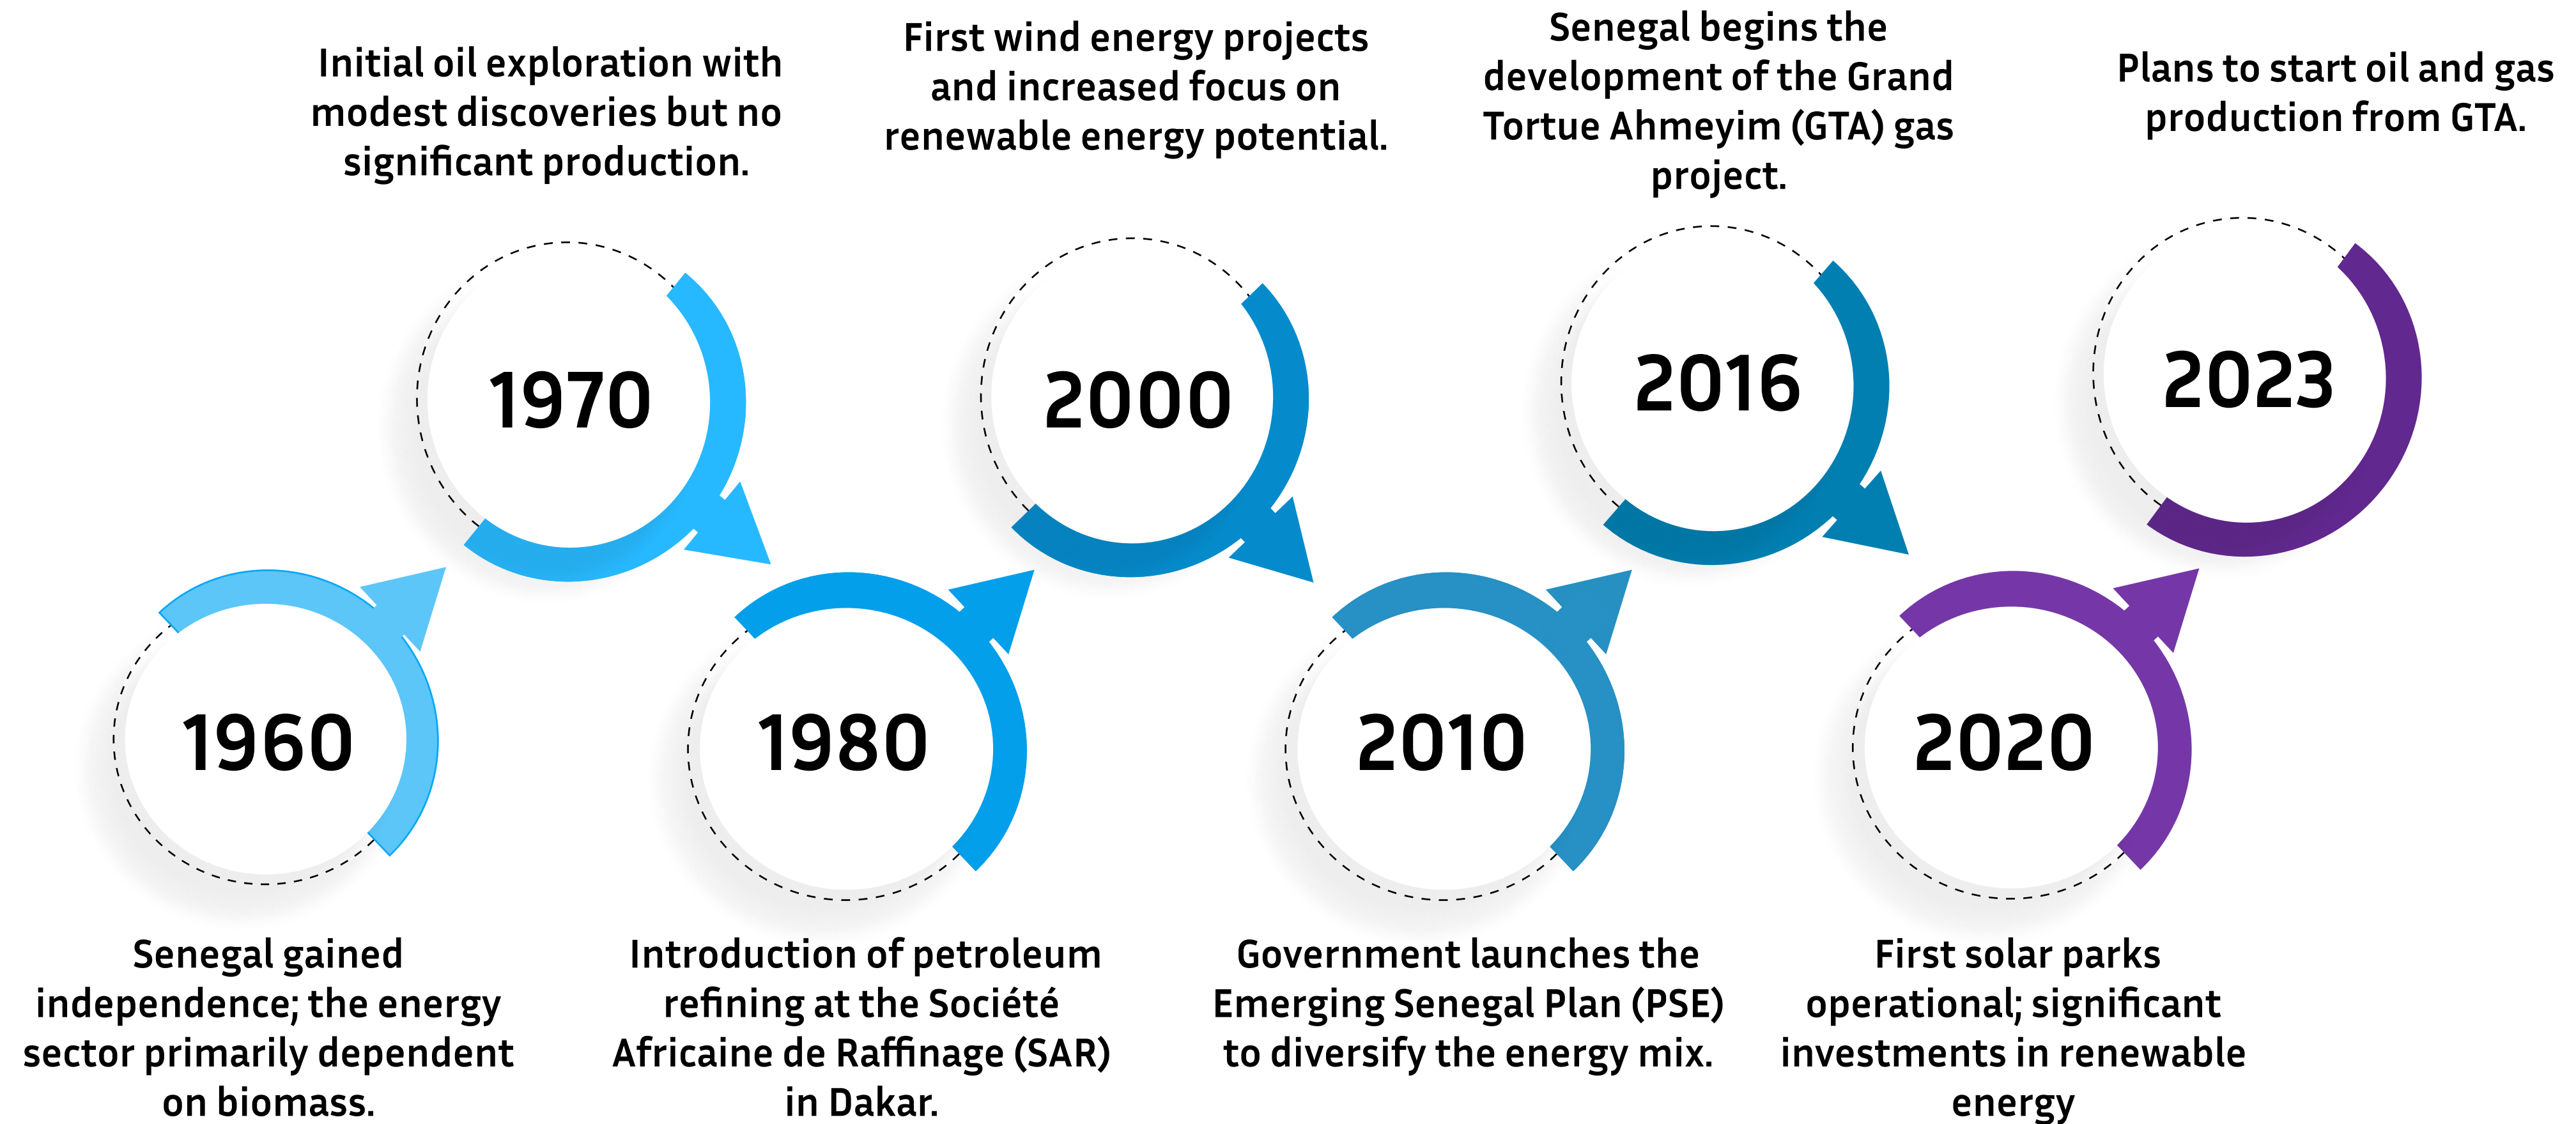 1960
Senegal gained
independence; the energy
sector primarily dependent
on biomass.
Initial oil exploration with
modest discoveries but no
significant production.
1970
1980
Introduction of petroleum
refining at the Société
Africaine de Raffinage (SAR)
in Dakar.
First wind energy projects
and increased focus on
renewable energy potential.
2000
2010
Government launches the
Emerging Senegal Plan (PSE)
to diversify the energy mix.
Senegal begins the
development of the Grand
Tortue Ahmeyim (GTA) gas
project.
2016
2020
First solar parks
operational; significant
investments in renewable
energy
Plans to start oil and gas
production from GTA.
2023